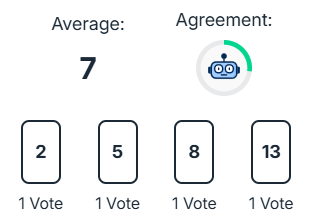 Average: Agreement:
7
2 5 8 13
1 Vote 1 Vote 1 Vote 1 Vote